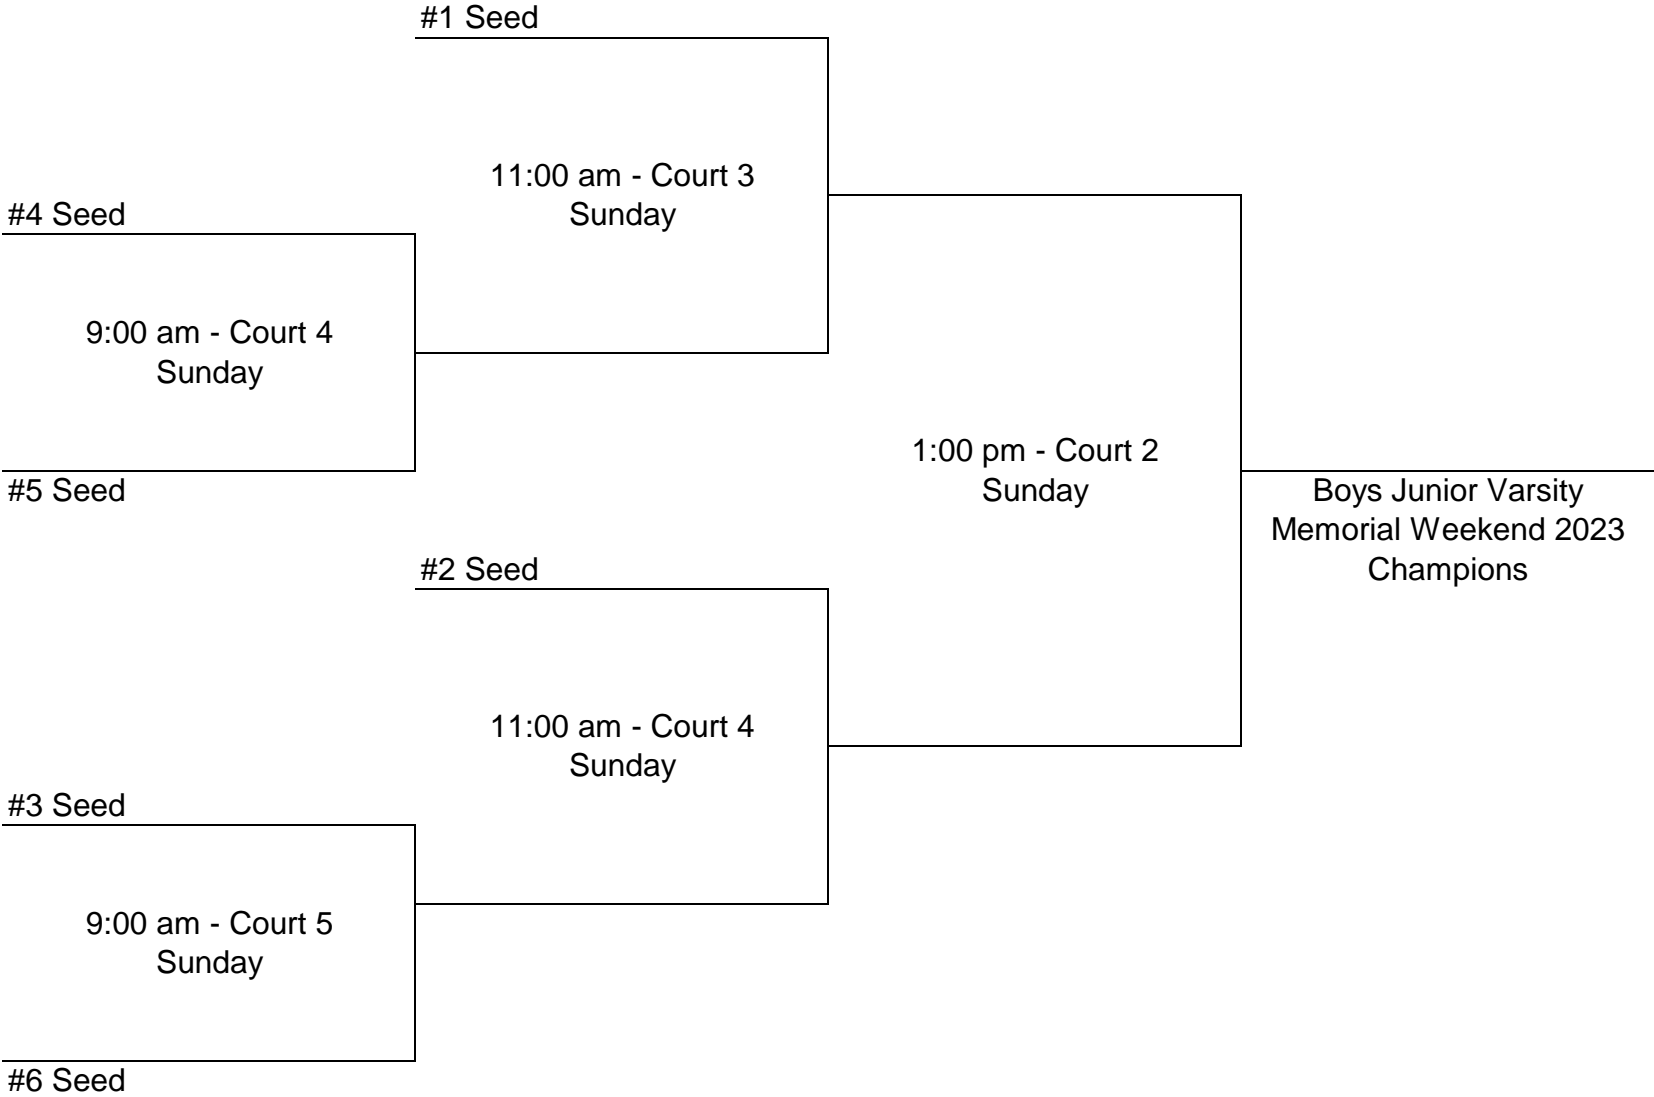 #1 Seed
11:00 am - Court 3
Sunday
#4 Seed
9:00 am - Court 4
Sunday
#5 Seed
1:00 pm - Court 2
Sunday
Boys Junior Varsity
Memorial Weekend 2023
Champions
#2 Seed
11:00 am - Court 4
Sunday
#3 Seed
9:00 am - Court 5
Sunday
#6 Seed